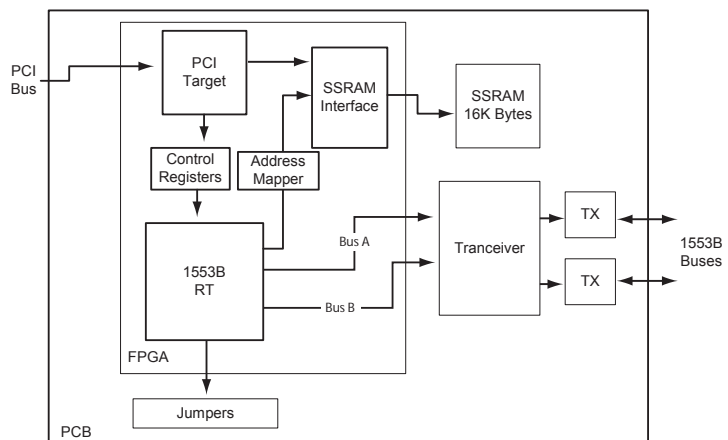 PCI
Bus
PCI
Target
SSRAM
Interface
SSRAM
16K Bytes
Control
Registers
Address
Mapper
1553B
RT
Bus A
Bus B
Tranceiver
TX
TX
1553B
Buses
FPGA
Jumpers
PCB